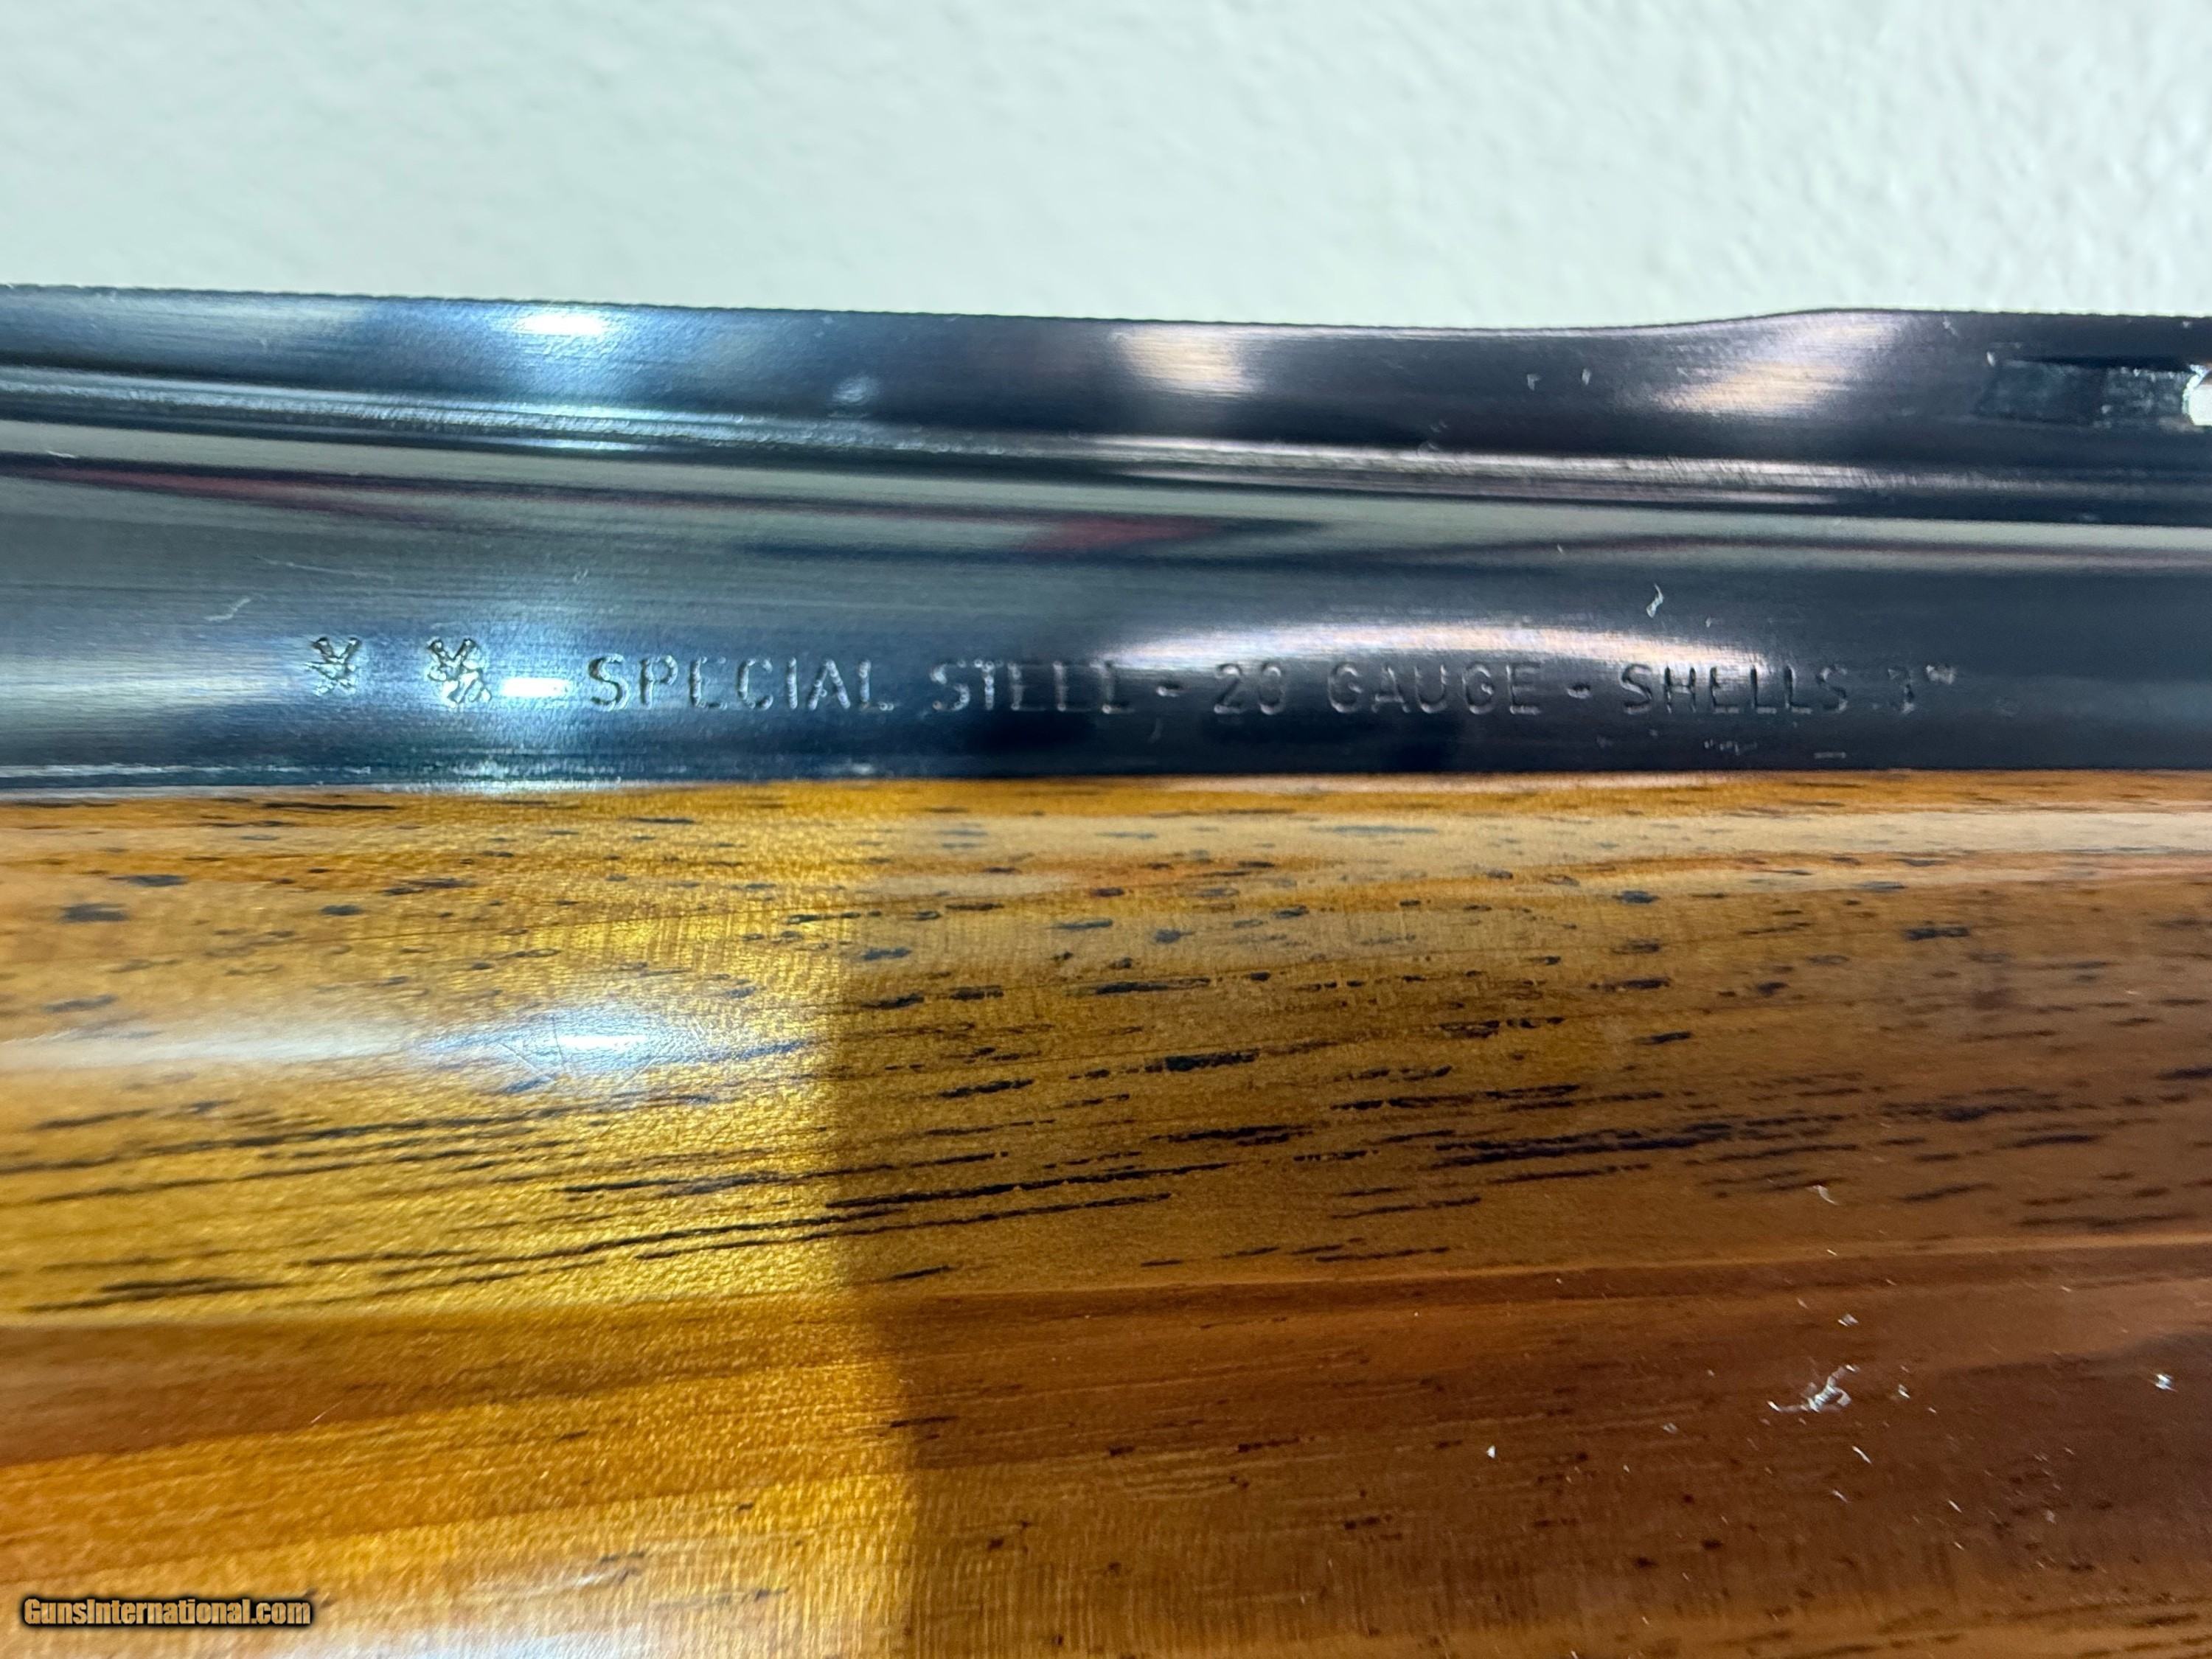 ** - SPECIAL STEEL - 20 GAUGE - SHELLS 3"
GunsInternational.com